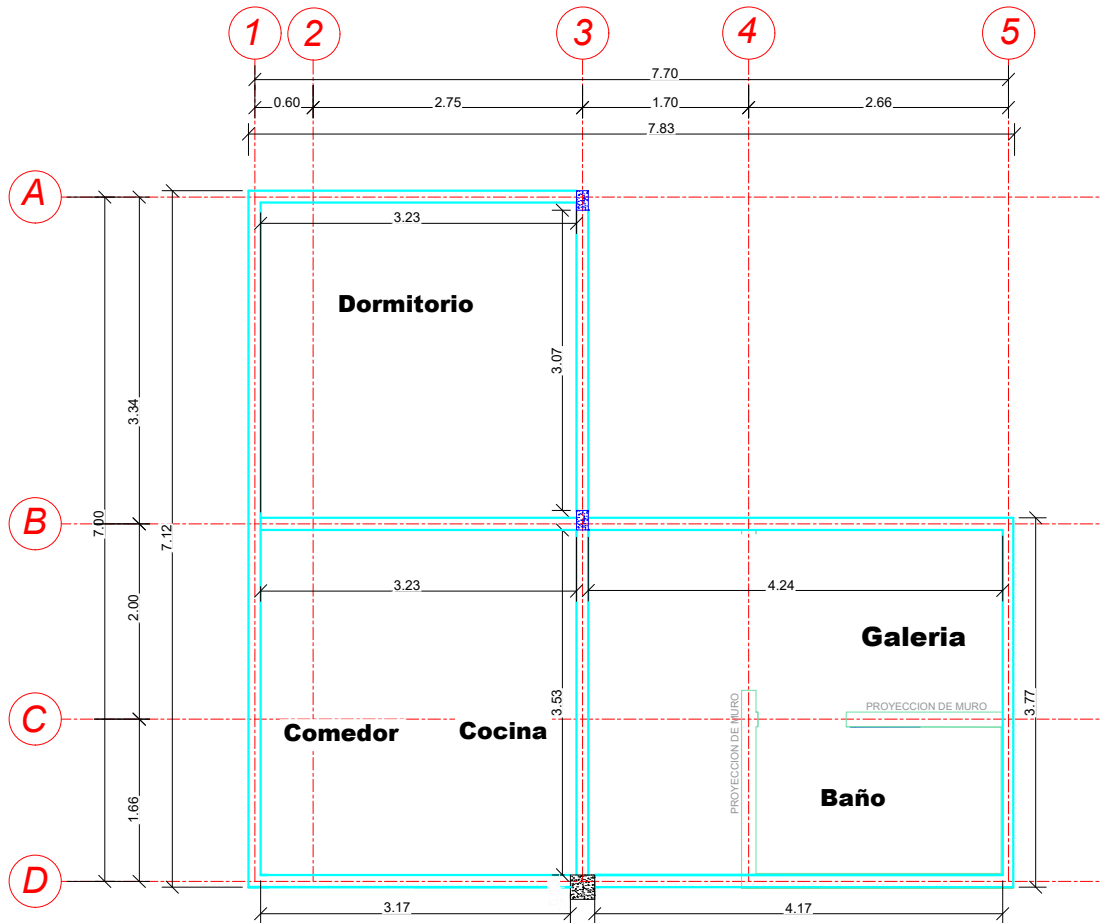 1 2 3 4 5
7.70
0.60 2.75 1.70 2.66
7.83
A
3.23
Dormitorio
3.07
3.34
7.00
7.12
B
3.23 4.24
2.00
Galeria
3.53
3.77
PROYECCION DE MURO
PROYECCION DE MURO
C
Comedor Cocina
Baño
1.66
D
3.17 4.17